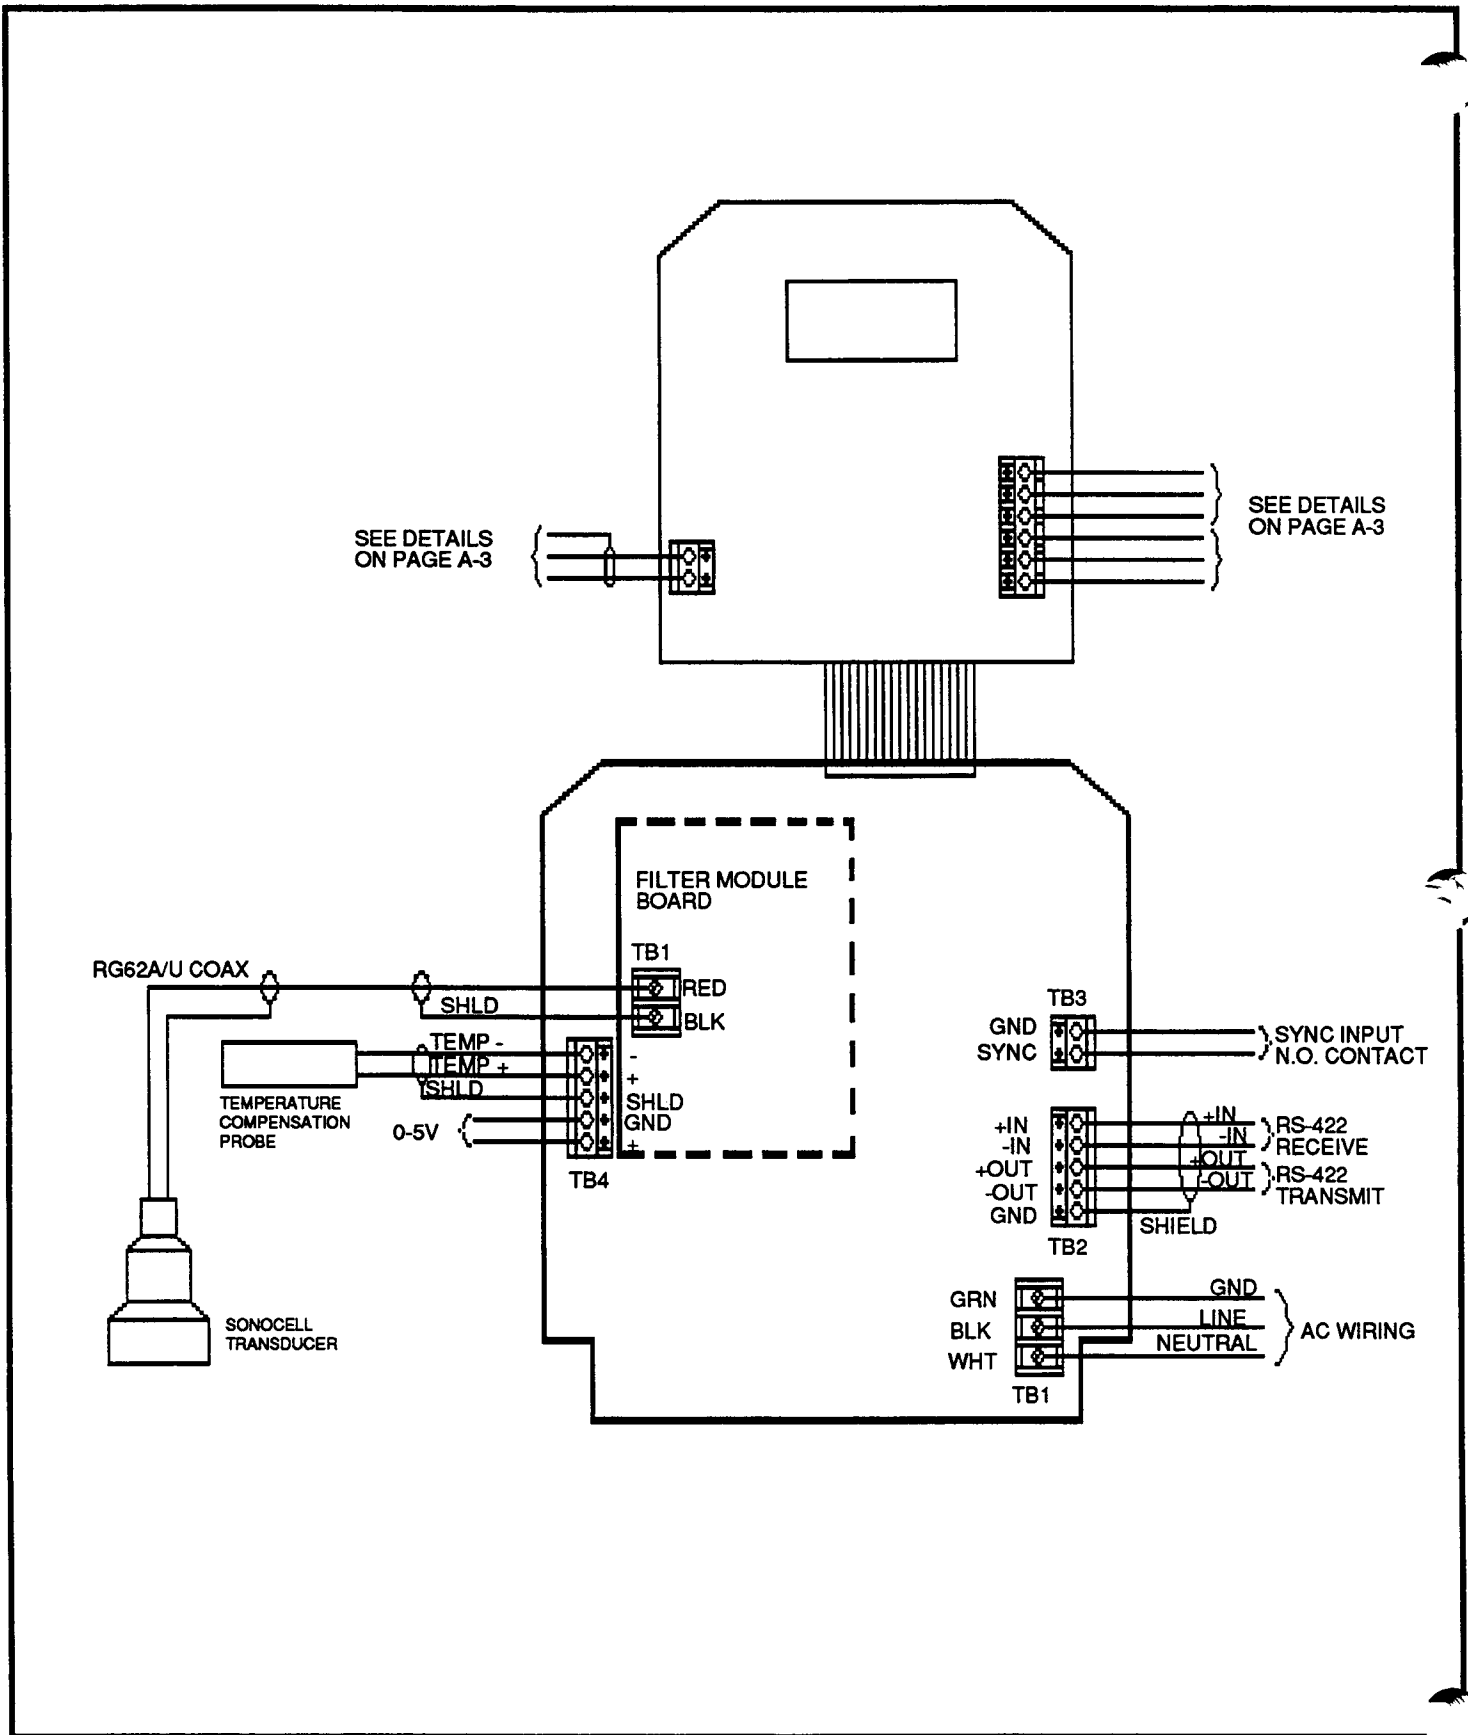 SEE DETAILS
ON PAGE A-3
SEE DETAILS
ON PAGE A-3
FILTER MODULE
BOARD
TB1
RED
BLK
RG62A/U COAX
SHLD
TEMP -
TEMP +
SHLD
-
+
SHLD
GND
+
TEMPERATURE
COMPENSATION
PROBE
0-5V
TB4
SONOCELL
TRANSDUCER
TB3
GND
SYNC
SYNC INPUT
N.O. CONTACT
+IN
-IN
+OUT
-OUT
GND
+IN
-IN
+OUT
-OUT
RS-422
RECEIVE
RS-422
TRANSMIT
SHIELD
TB2
GRN
BLK
WHT
GND
LINE
NEUTRAL
AC WIRING
TB1